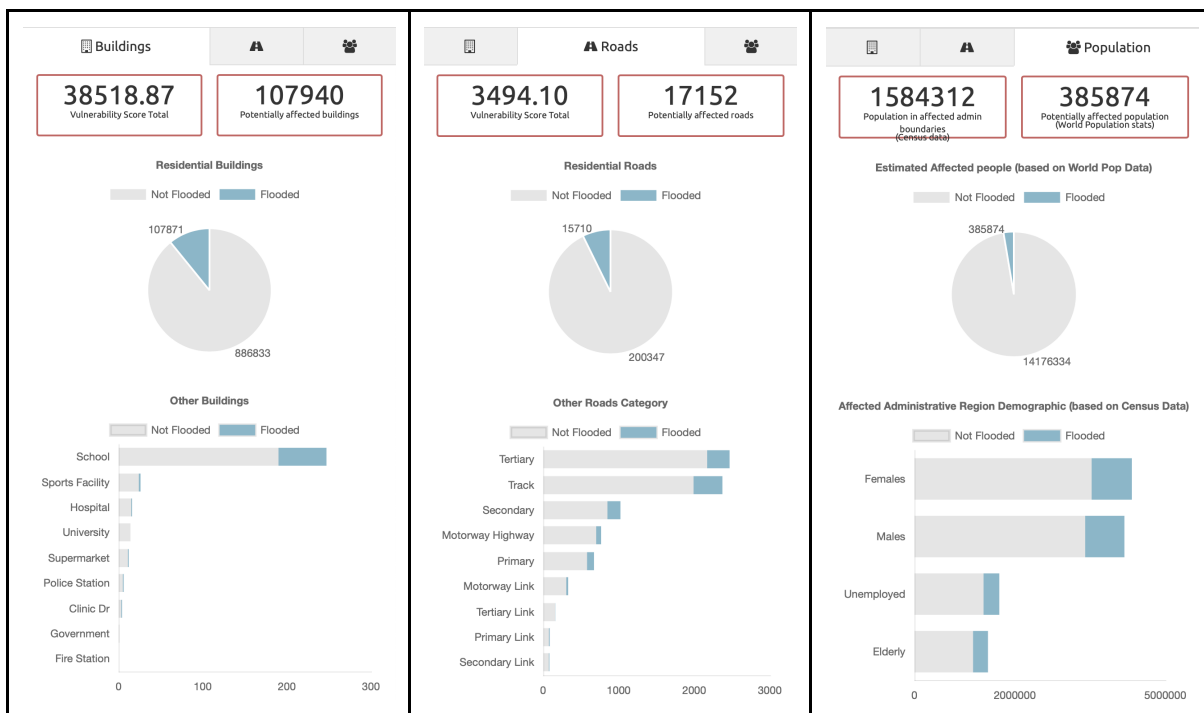 Buildings
38518.87
Vulnerability Score Total
107940
Potentially affected buildings
Residential Buildings
Not Flooded Flooded
107871
886833
Other Buildings
Not Flooded Flooded
School
Sports Facility
Hospital
University
Supermarket
Police Station
Clinic Dr
Government
Fire Station
0 100 200 300
Roads
3494.10
Vulnerability Score Total
17152
Potentially affected roads
Residential Roads
Not Flooded Flooded
15710
200347
Other Roads Category
Not Flooded Flooded
Tertiary
Track
Secondary
Motorway Highway
Primary
Motorway Link
Tertiary Link
Primary Link
Secondary Link
0 1000 2000 3000
Population
1584312
Population in affected admin
boundaries
(Census data)
385874
Potentially affected population
(World Population stats)
Estimated Affected people (based on World Pop Data)
Not Flooded Flooded
385874
14176334
Affected Administrative Region Demographic (based on Census Data)
Not Flooded Flooded
Females
Males
Unemployed
Elderly
0 2000000 5000000